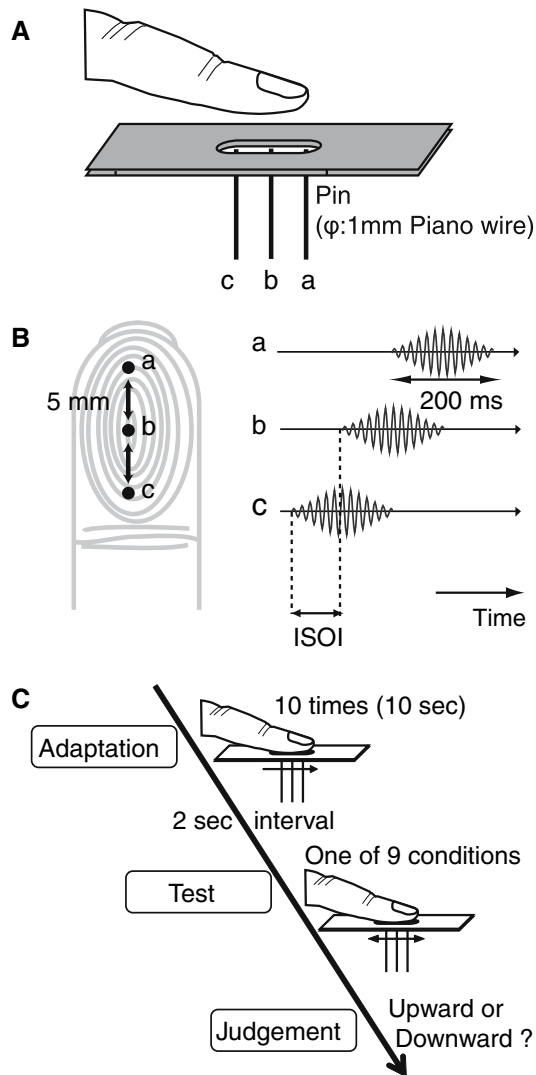 A
Pin
(φ:1mm Piano wire)
c b a
B
a
5 mm
b
c
a
200 ms
b
c
Time
ISOI
C
10 times (10 sec)
Adaptation
2 sec interval
One of 9 conditions
Test
Upward or
Downward ?
Judgement